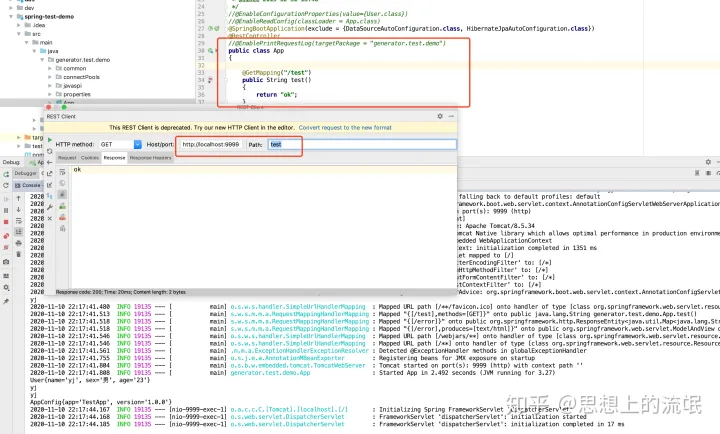 dev
spring-test-demo
.idea
src
main
java
generator.test.demo
common
connectPools
javaspi
properties
App
*/
//@EnableConfigurationProperties(value={User.class})
//@EnableReadConfig(classLoader = App.class)
@SpringBootApplication(exclude = {DataSourceAutoConfiguration.class, HibernateJpaAutoConfiguration.class})
@RestController
//@EnablePrintRequestLog(targetPackage = "generator.test.demo")
public class App
{
@GetMapping("/test")
public String test()
{
return "ok";
}
REST Client
REST Client
This REST Client is deprecated. Try our new HTTP Client in the editor. Convert request to the new format
HTTP method: GET Host/port: http://localhost:9999 Path: test
Request Cookies Response Response Headers
ok
Response code: 200; Time: 20ms; Content length: 2 bytes
Debug:
Debugger
Console
falling back to default profiles: default
port(s): 9999 (http)
: Apache Tomcat/8.5.34
omcat Native library which allows optimal performance in production environme
bedded WebApplicationContext
text: initialization completed in 1351 ms
let mapped to [/]
terEncodingFilter' to: [/*]
HttpMethodFilter' to: [/*]
tFormContentFilter' to: [/*]
tContextFilter' to: [/*]
y]
2020-11-10 22:17:41.480 INFO 19135 --- [ main] o.s.w.s.handler.SimpleUrlHandlerMapping : Mapped URL path [/**/favicon.ico] onto handler of type [class org.springframework.web.servlet.resour
2020-11-10 22:17:41.513 INFO 19135 --- [ main] s.w.s.m.m.a.RequestMappingHandlerMapping : Mapped "{[/test],methods=[GET]}" onto public java.lang.String generator.test.demo.App.test()
2020-11-10 22:17:41.518 INFO 19135 --- [ main] s.w.s.m.m.a.RequestMappingHandlerMapping : Mapped "{[/error]}" onto public org.springframework.http.ResponseEntity<java.util.Map<java.lang.Str
2020-11-10 22:17:41.518 INFO 19135 --- [ main] s.w.s.m.m.a.RequestMappingHandlerMapping : Mapped "{[/error],produces=[text/html]}" onto public org.springframework.web.servlet.ModelAndView o
2020-11-10 22:17:41.546 INFO 19135 --- [ main] o.s.w.s.handler.SimpleUrlHandlerMapping : Mapped URL path [/webjars/**] onto handler of type [class org.springframework.web.servlet.resource.R
2020-11-10 22:17:41.546 INFO 19135 --- [ main] o.s.w.s.handler.SimpleUrlHandlerMapping : Mapped URL path [/**] onto handler of type [class org.springframework.web.servlet.resource.Resource
2020-11-10 22:17:41.561 INFO 19135 --- [ main] .m.m.a.ExceptionHandlerExceptionResolver : Detected @ExceptionHandler methods in globalExceptionHandler
2020-11-10 22:17:41.755 INFO 19135 --- [ main] o.s.j.e.a.AnnotationMBeanExporter : Registering beans for JMX exposure on startup
2020-11-10 22:17:41.804 INFO 19135 --- [ main] o.s.b.w.embedded.tomcat.TomcatWebServer : Tomcat started on port(s): 9999 (http) with context path ''
2020-11-10 22:17:41.808 INFO 19135 --- [ main] generator.test.demo.App : Started App in 2.492 seconds (JVM running for 3.27)
User{name='yj', sex='男', age='23'}
yj
y]
AppConfig{app='TestApp', version='1.0.0'}
2020-11-10 22:17:44.167 INFO 19135 --- [nio-9999-exec-1] o.a.c.c.C.[Tomcat].[localhost].[/] : Initializing Spring FrameworkServlet 'dispatcherServlet'
2020-11-10 22:17:44.168 INFO 19135 --- [nio-9999-exec-1] o.s.web.servlet.DispatcherServlet : FrameworkServlet 'dispatcherServlet': initialization started
2020-11-10 22:17:44.185 INFO 19135 --- [nio-9999-exec-1] o.s.web.servlet.DispatcherServlet : FrameworkServlet 'dispatcherServlet': initialization completed in 17 ms
知乎 @思想上的流氓